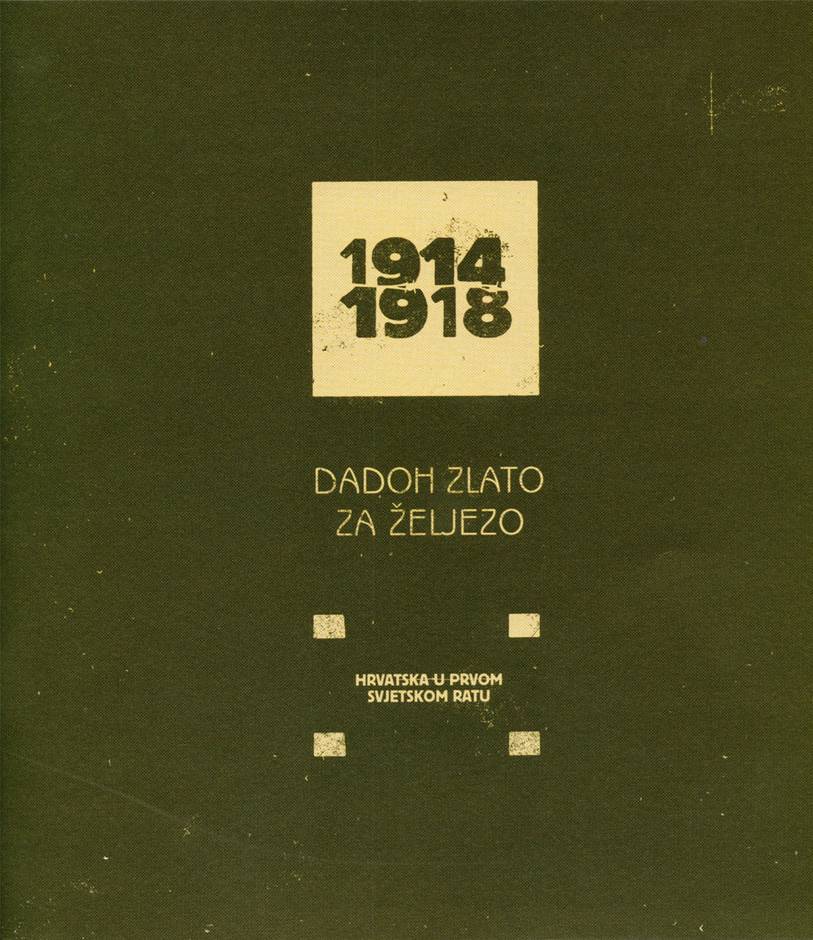 1914
1918
DADOH ZLATO
ZA ŽELJEZO
HRVATSKA U PRVOM
SVJETSKOM RATU